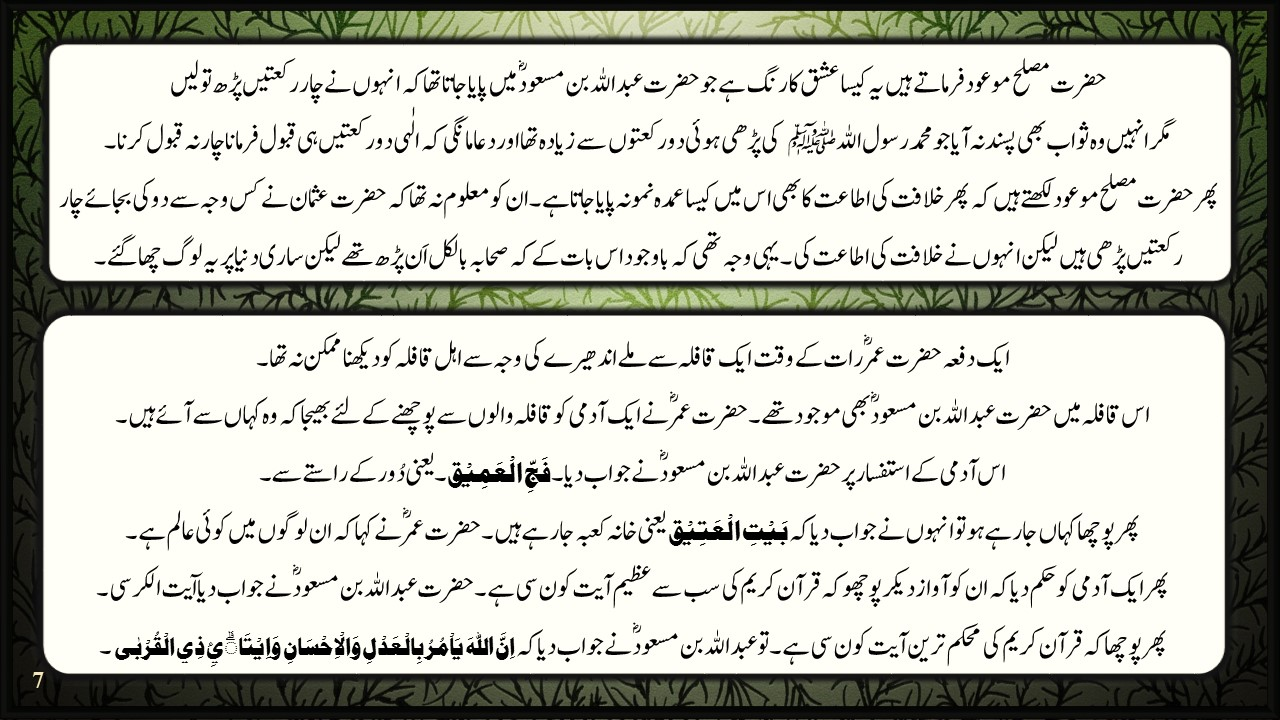 حضرت مصلح موعود فرماتے ہیں یہ کیسا عشق کا رنگ ہے جو حضرت عبداللہ بن مسعودؓ میں پایا جاتا تھا کہ انہوں نے چار رکعتیں پڑھ تو لیں
مگر انہیں وہ ثواب بھی پسند نہ آیا جو محمد رسول اللہ ﷺ کی پڑھی ہوئی دو رکعتوں سے زیادہ تھا اور دعا مانگی کہ الٰہی دو رکعتیں ہی قبول فرمانا چار نہ قبول کرنا۔
پھر حضرت مصلح موعود لکھتے ہیں کہ پھر خلافت کی اطاعت کا بھی اس میں کیسا عمدہ نمونہ پایا جاتا ہے۔ ان کو معلوم نہ تھا کہ حضرت عثمان نے کس وجہ سے دو کی بجائے چار
رکعتیں پڑھی ہیں لیکن انہوں نے خلافت کی اطاعت کی۔ یہی وجہ تھی کہ باوجود اس بات کے کہ صحابہ بالکل اَن پڑھ تھے لیکن ساری دنیا پر یہ لوگ چھا گئے۔
ایک دفعہ حضرت عمرؓ رات کے وقت ایک قافلہ سے ملے اندھیرے کی وجہ سے اہل قافلہ کو دیکھنا ممکن نہ تھا۔
اس قافلہ میں حضرت عبداللہ بن مسعودؓ بھی موجود تھے۔ حضرت عمرؓ نے ایک آدمی کو قافلہ والوں سے پوچھنے کے لئے بھیجا کہ وہ کہاں سے آئے ہیں۔
اس آدمی کے استفسار پر حضرت عبداللہ بن مسعودؓ نے جواب دیا۔ فَجِّ الْعَمِیْق۔ یعنی دُور کے راستے سے۔
پھر پوچھا کہاں جا رہے ہو تو انہوں نے جواب دیا کہ بَیْتِ الْعَتِیْق یعنی خانہ کعبہ جا رہے ہیں۔ حضرت عمرؓ نے کہا کہ ان لوگوں میں کوئی عالم ہے۔
پھر ایک آدمی کو حکم دیا کہ ان کو آواز دیکر پوچھو کہ قرآن کریم کی سب سے عظیم آیت کون سی ہے۔ حضرت عبداللہ بن مسعودؓ نے جواب دیا آیت الکرسی۔
پھر پوچھا کہ قرآن کریم کی محکم ترین آیت کون سی ہے۔ تو عبداللہ بن مسعودؓ نے جواب دیا کہ اِنَّ اللّٰہَ یَاْمُرُ بِالْعَدْلِ وَالْاِحْسَانِ وَاِیْتَآیِٔ ذِی الْقُرْبٰی ۔
7